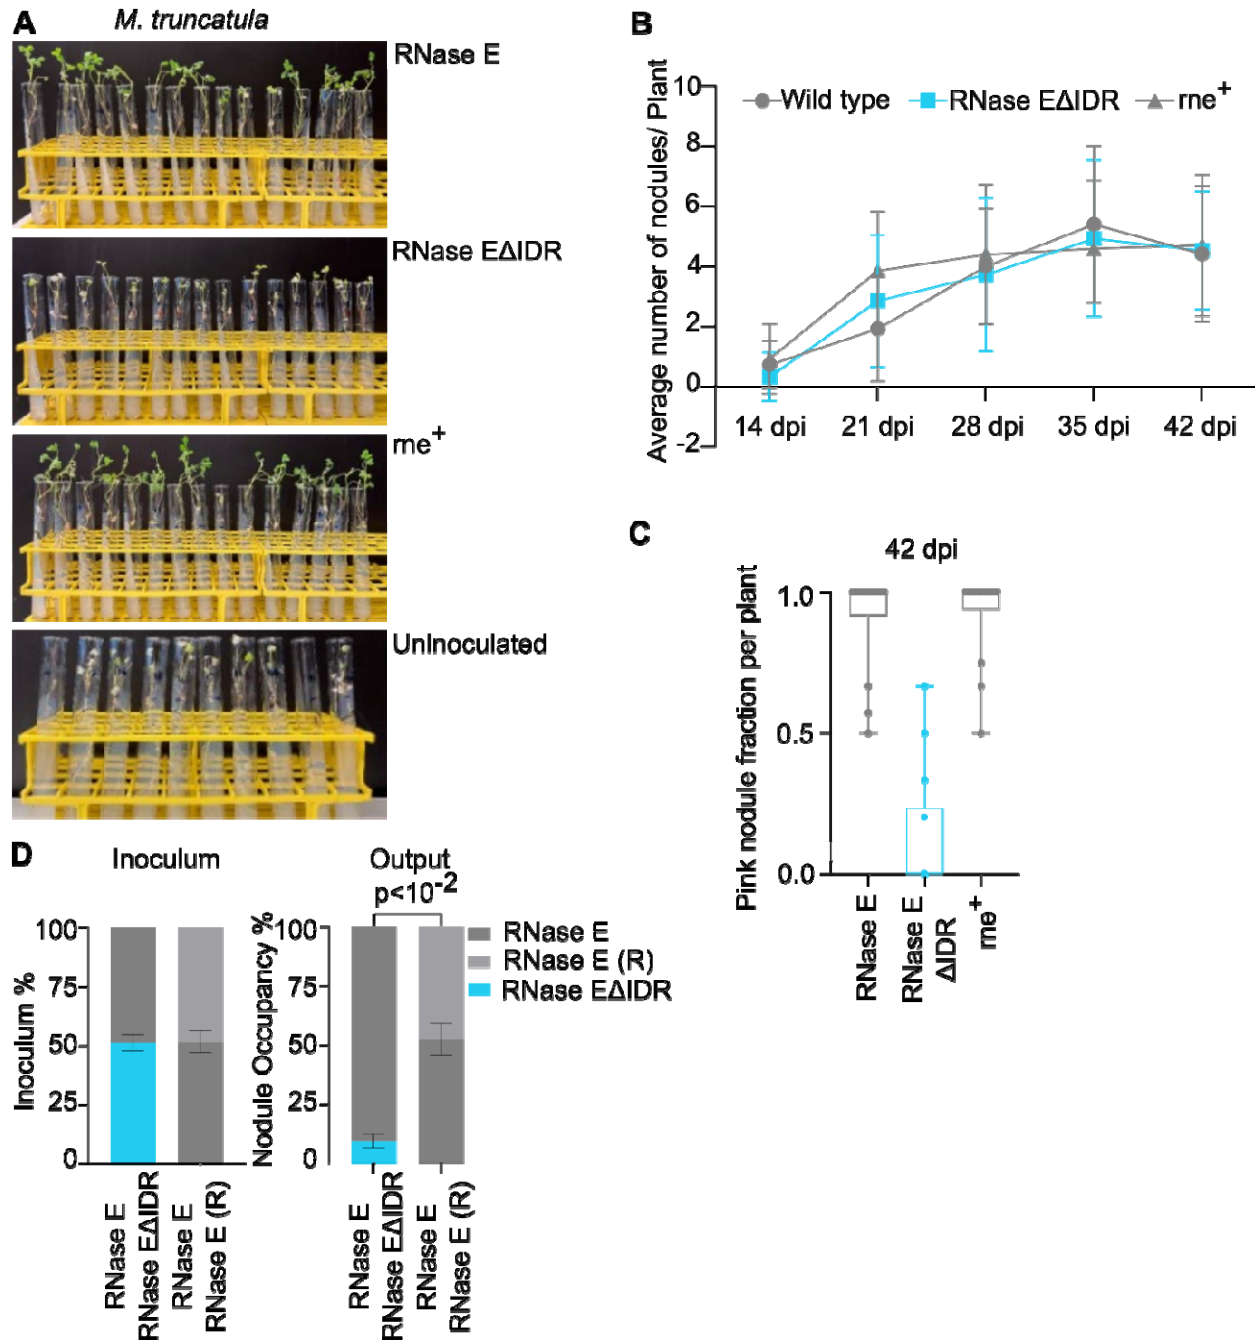 A
M. truncatula
RNase E
RNase EΔIDR
rne+
Uninoculated
B
Average number of nodules/ Plant
10
8
6
4
2
0
-2
Wild type
RNase EΔIDR
rne+
14 dpi
21 dpi
28 dpi
35 dpi
42 dpi
C
42 dpi
Pink nodule fraction per plant
1.0
0.5
0.0
RNase E
RNase E
ΔIDR
rne+
D
Inoculum
Inoculum %
100
75
50
25
0
RNase E
RNase EΔIDR
RNase E
RNase E (R)
Output
p<10-2
Nodule Occupancy %
100
75
50
25
0
RNase E
RNase E (R)
RNase EΔIDR
RNase E
RNase EΔIDR
RNase E
RNase E (R)